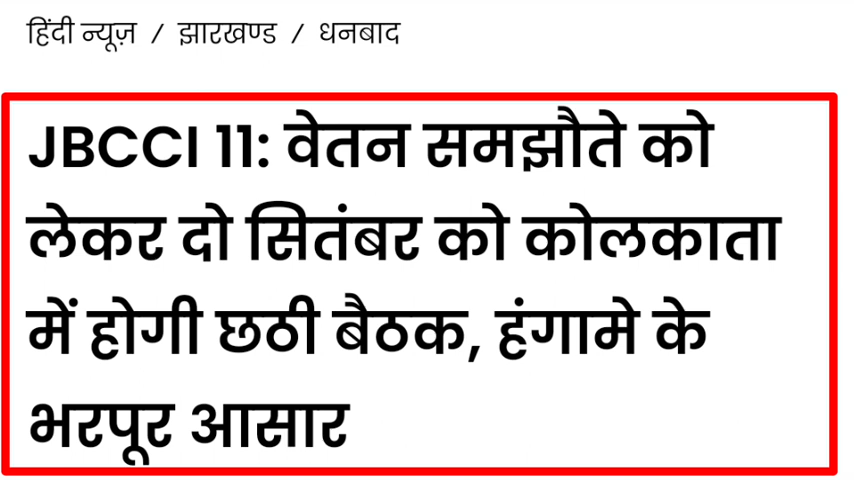 हिंदी न्यूज़ / झारखण्ड / धनबाद
JBCCI 11: वेतन समझौते को
लेकर दो सितंबर को कोलकाता
में होगी छठी बैठक, हंगामे के
भरपूर आसार